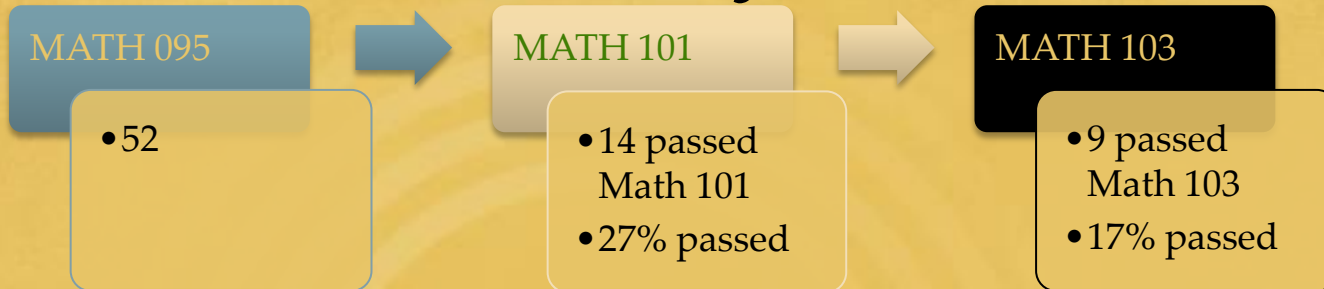 MATH 095
•52
MATH 101
•14 passed
Math 101
•27% passed
MATH 103
•9 passed
Math 103
•17% passed